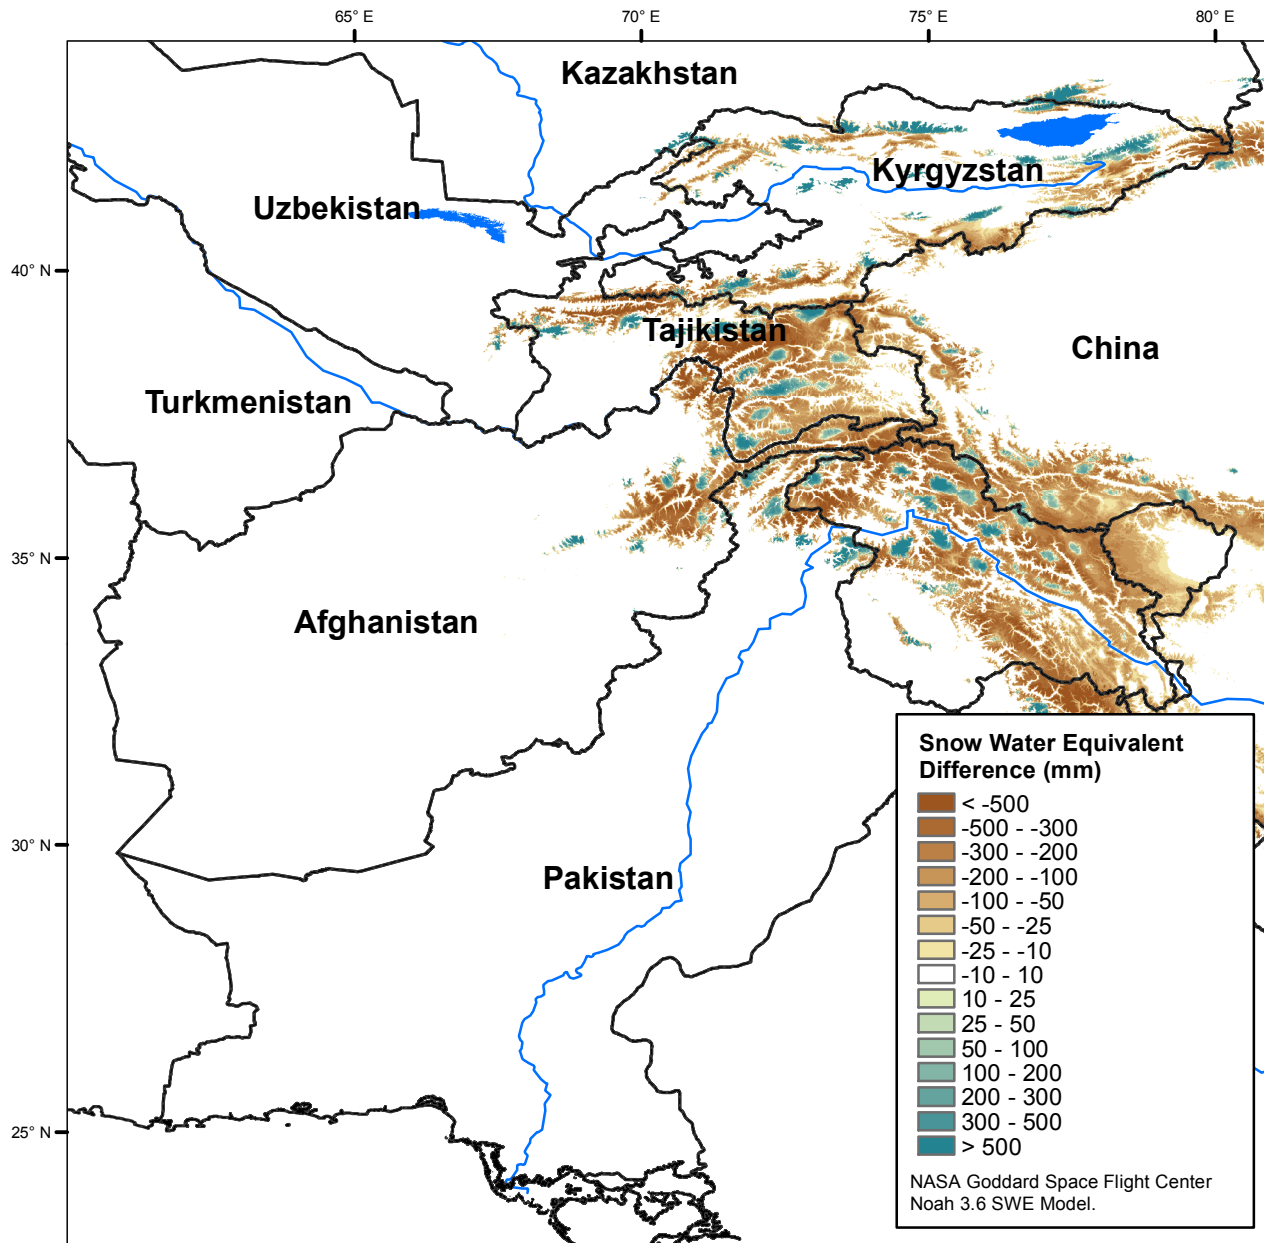 65° E
70° E
75° E
80° E
Kazakhstan
Kyrgyzstan
Uzbekistan
40° N
Tajikistan
China
Turkmenistan
35° N
Afghanistan
Snow Water Equivalent
Difference (mm)
< -500
-500 - -300
-300 - -200
-200 - -100
-100 - -50
-50 - -25
-25 - -10
-10 - 10
10 - 25
25 - 50
50 - 100
100 - 200
200 - 300
300 - 500
> 500
30° N
Pakistan
25° N
NASA Goddard Space Flight Center
Noah 3.6 SWE Model.